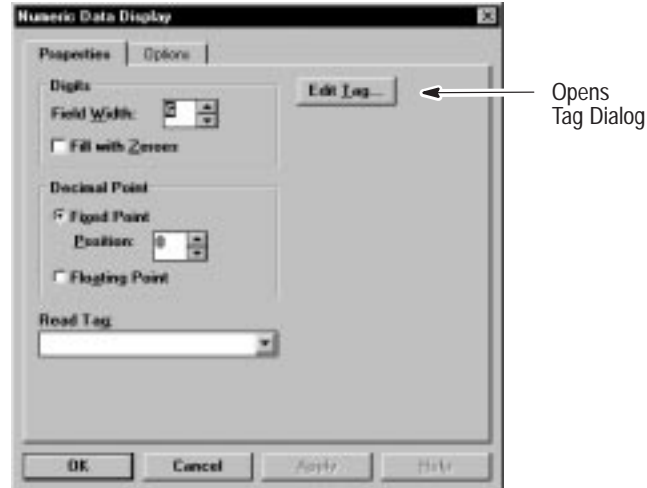 Numeric Data Display
Properties
Options
Digits
Field Width:
Fill with Zeroes
Edit Tag...
Opens
Tag Dialog
Decimal Point
Fixed Point
Position:
0
Floating Point
Read Tag:
OK
Cancel
Apply
Help